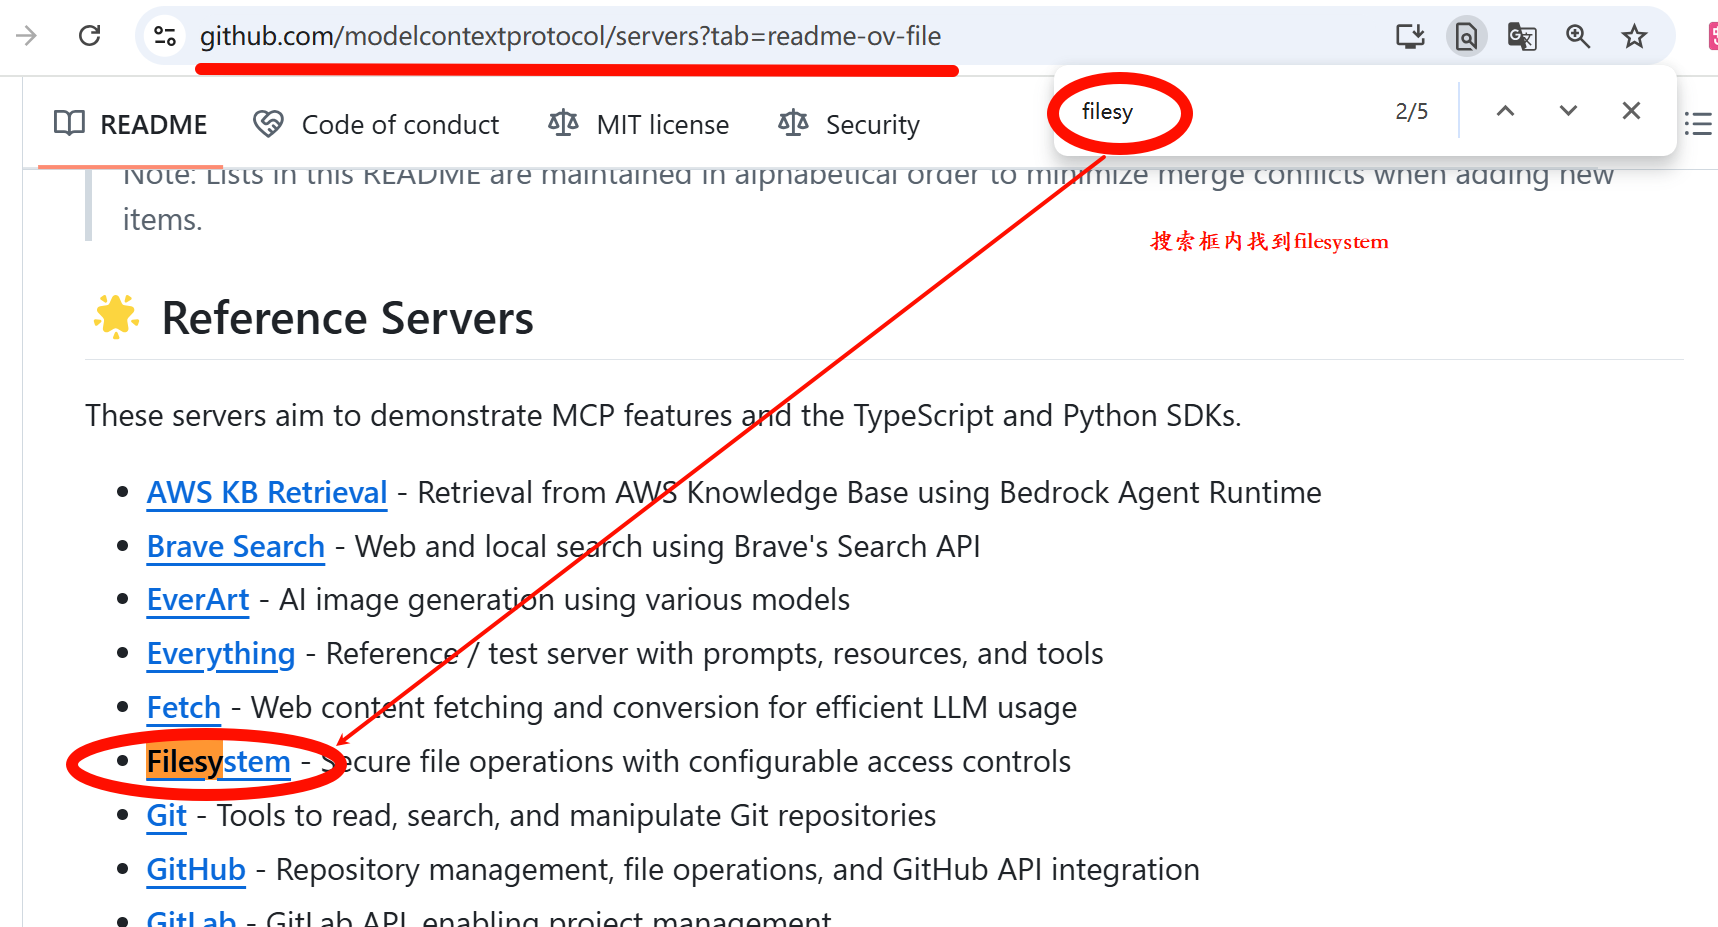 github.com/modelcontextprotocol/servers?tab=readme-ov-file
filesy 2/5
README Code of conduct MIT license Security
Note: Lists in this README are maintained in alphabetical order to minimize merge conflicts when adding new
items.
搜索框内找到filesystem
Reference Servers
These servers aim to demonstrate MCP features and the TypeScript and Python SDKs.
AWS KB Retrieval - Retrieval from AWS Knowledge Base using Bedrock Agent Runtime
Brave Search - Web and local search using Brave's Search API
EverArt - AI image generation using various models
Everything - Reference / test server with prompts, resources, and tools
Fetch - Web content fetching and conversion for efficient LLM usage
Filesystem - Secure file operations with configurable access controls
Git - Tools to read, search, and manipulate Git repositories
GitHub - Repository management, file operations, and GitHub API integration
GitLab - GitLab API, enabling project management